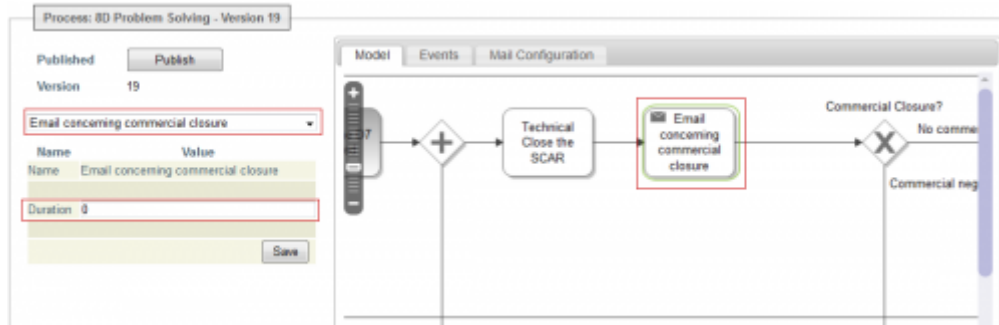 Process: 8D Problem Solving - Version 19
Published Publish
Version 19
Email concerning commercial closure
Name Value
Name Email concerning commercial closure
Duration 0
Save
Model Events Mail Configuration
Technical
Close the
SCAR
Email
concerning
commercial
closure
Commercial Closure?
No comme
Commercial neg